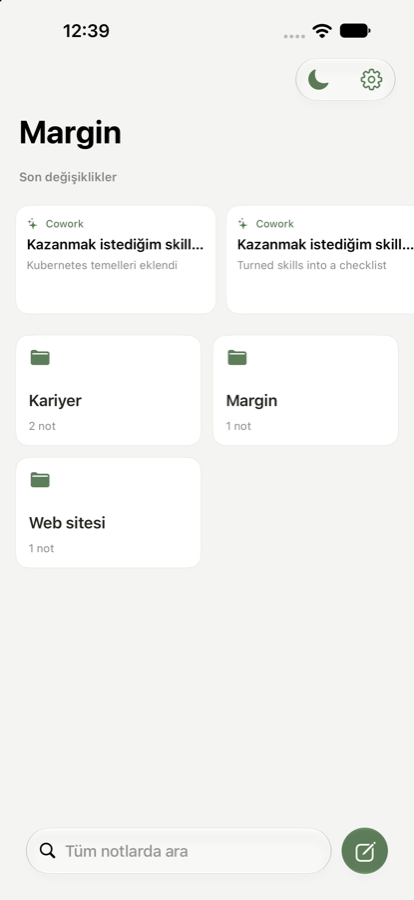 12:39
Margin
Son değişiklikler
Cowork
Kazanmak istediğim skill...
Kubernetes temelleri eklendi
Cowork
Kazanmak istediğim skill...
Turned skills into a checklist
Kariyer
2 not
Margin
1 not
Web sitesi
1 not
Tüm notlarda ara